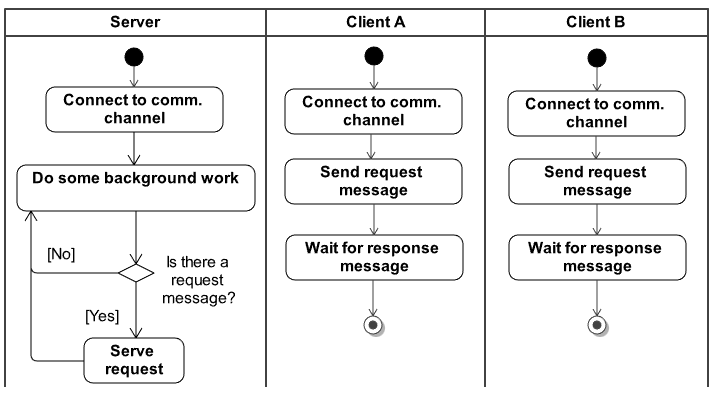 Server
Client A
Client B
Connect to comm.
channel
Do some background work
[No]
Is there a
request
message?
[Yes]
Serve
request
Connect to comm.
channel
Send request
message
Wait for response
message
Connect to comm.
channel
Send request
message
Wait for response
message